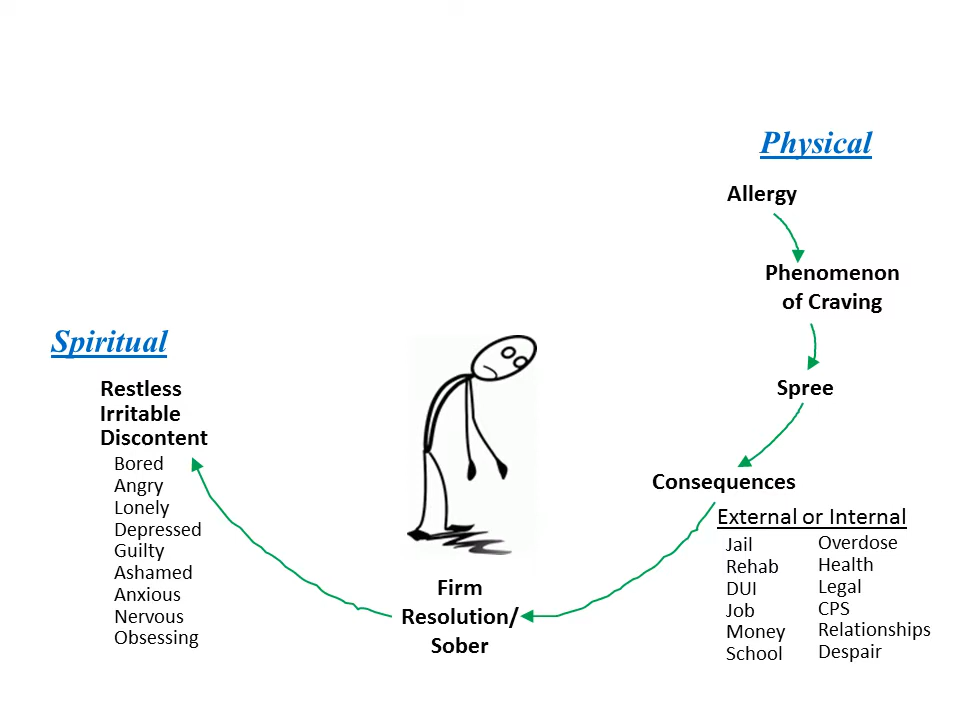 Physical
Allergy
Phenomenon
of Craving
Spree
Consequences
External or Internal
Jail
Rehab
DUI
Job
Money
School
Overdose
Health
Legal
CPS
Relationships
Despair
Firm
Resolution/
Sober
Spiritual
Restless
Irritable
Discontent
Bored
Angry
Lonely
Depressed
Guilty
Ashamed
Anxious
Nervous
Obsessing